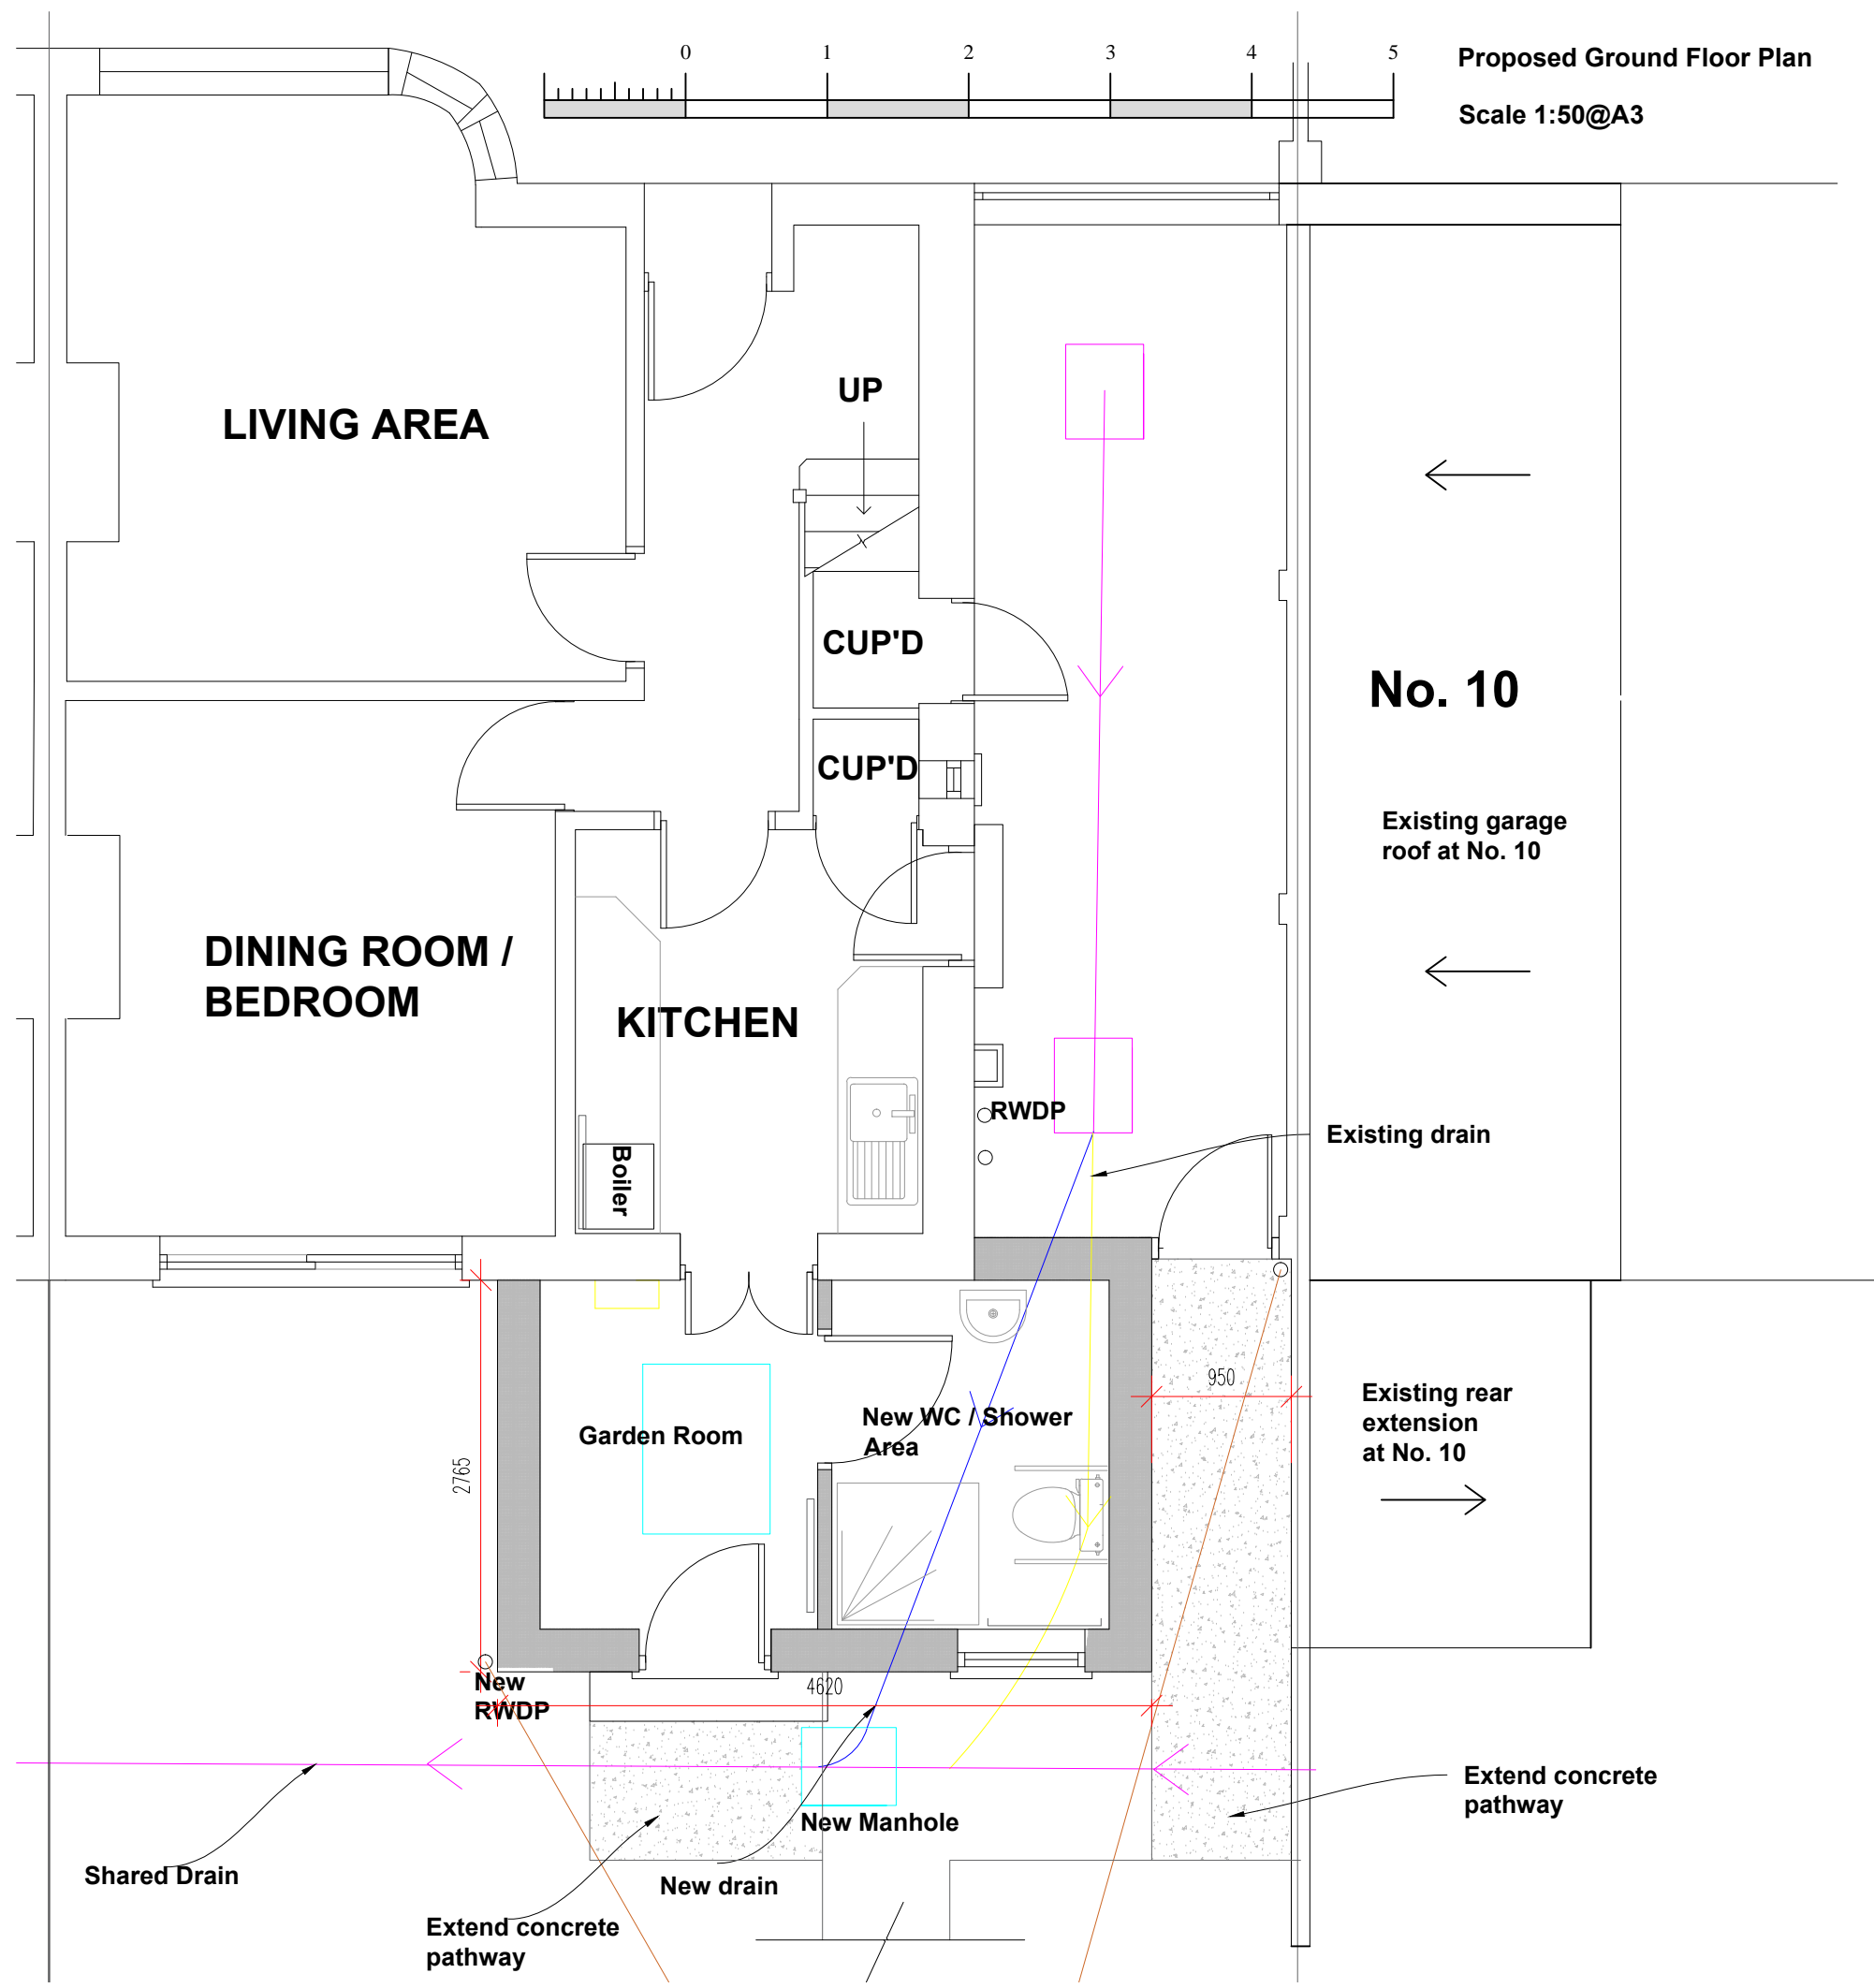 0 1 2 3 4 5
Proposed Ground Floor Plan
Scale 1:50@A3
UP
LIVING AREA
CUP'D
No. 10
CUP'D
Existing garage
roof at No. 10
DINING ROOM /
BEDROOM
KITCHEN
RWDP
Existing drain
Boiler
950
Existing rear
extension
at No. 10
New WC / Shower
Area
Garden Room
2765
New
RWDP
4620
Extend concrete
pathway
New Manhole
Shared Drain
New drain
Extend concrete
pathway